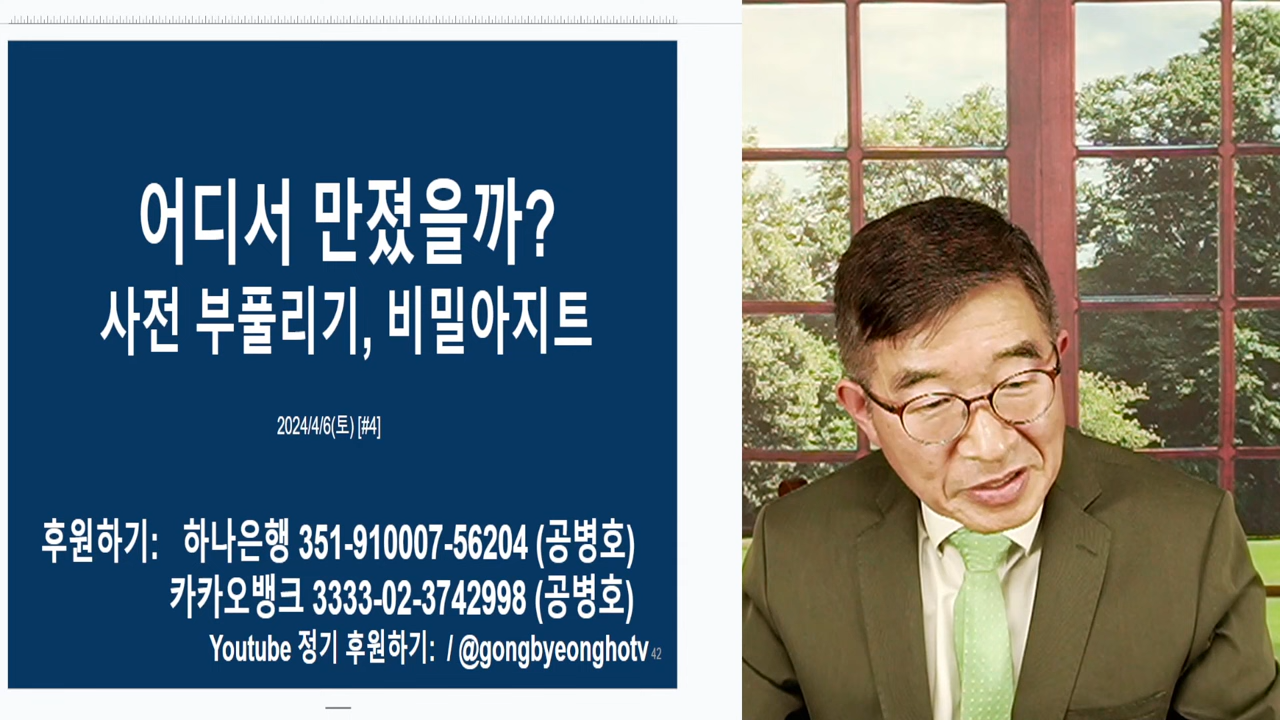 어디서 만졌을까?
사전 부풀리기, 비밀아지트
2024/4/6(토) [#4]
후원하기: 하나은행 351-910007-56204 (공병호)
카카오뱅크 3333-02-3742998 (공병호)
Youtube 정기 후원하기: / @gongbyeonghotv 42